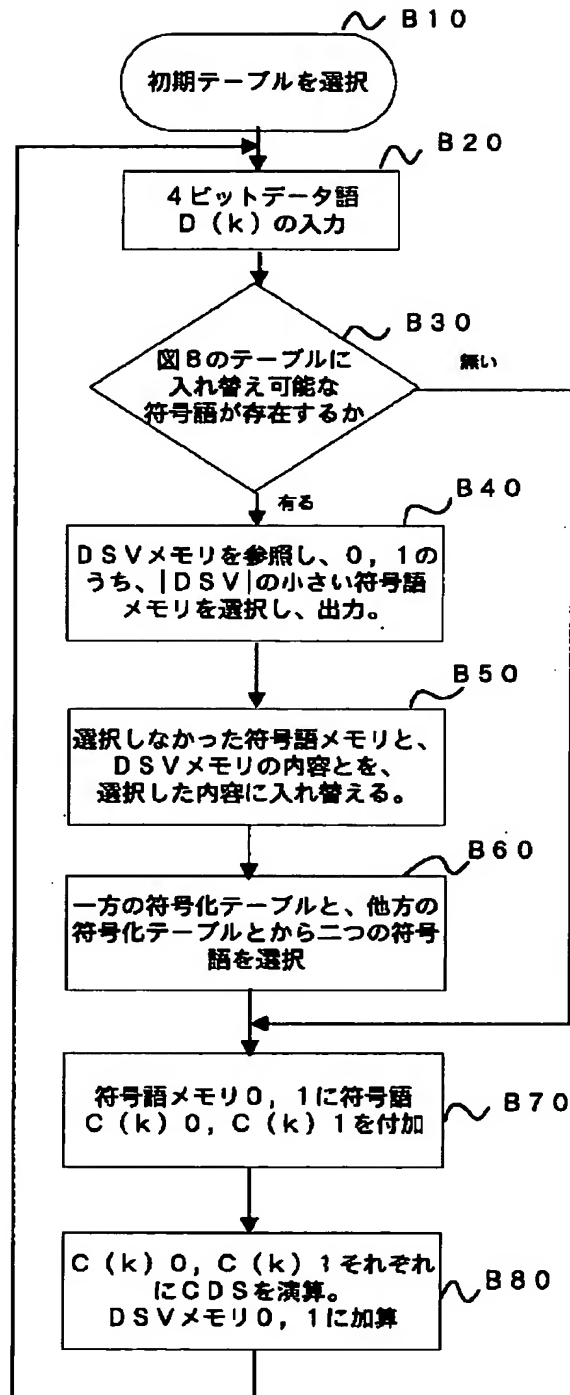 B10
初期テーブルを選択
B20
4ビットデータ語
D(k)の入力
B30
図8のテーブルに
入れ替え可能な
符号語が存在するか
無い
有る
B40
DSVメモリを参照し、0,1の
うち、|DSV|の小さい符号語
メモリを選択し、出力。
B50
選択しなかった符号語メモリと、
DSVメモリの内容とを、
選択した内容に入れ替える。
B60
一方の符号化テーブルと、他方の
符号化テーブルとから二つの符号
語を選択
符号語メモリ0,1に符号語
C(k)0,C(k)1を付加
B70
C(k)0,C(k)1それぞれ
にCDSを演算。
DSVメモリ0,1に加算
B80